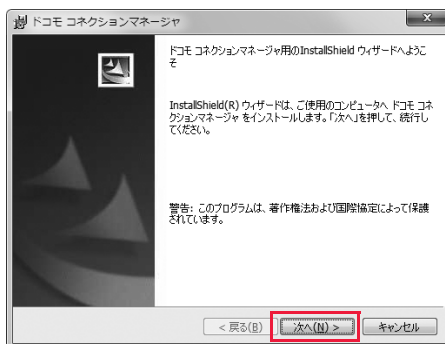 ドコモ コネクションマネージャ
ドコモ コネクションマネージャ用のInstallShield ウィザードへようこ
そ
InstallShield(R) ウィザードは、ご使用のコンピュータへ ドコモ コネ
クションマネージャ をインストールします。「次へ」を押して、続行し
てください。
警告: このプログラムは、著作権法および国際協定によって保護
されています。
< 戻る(B)
次へ(N) >
キャンセル